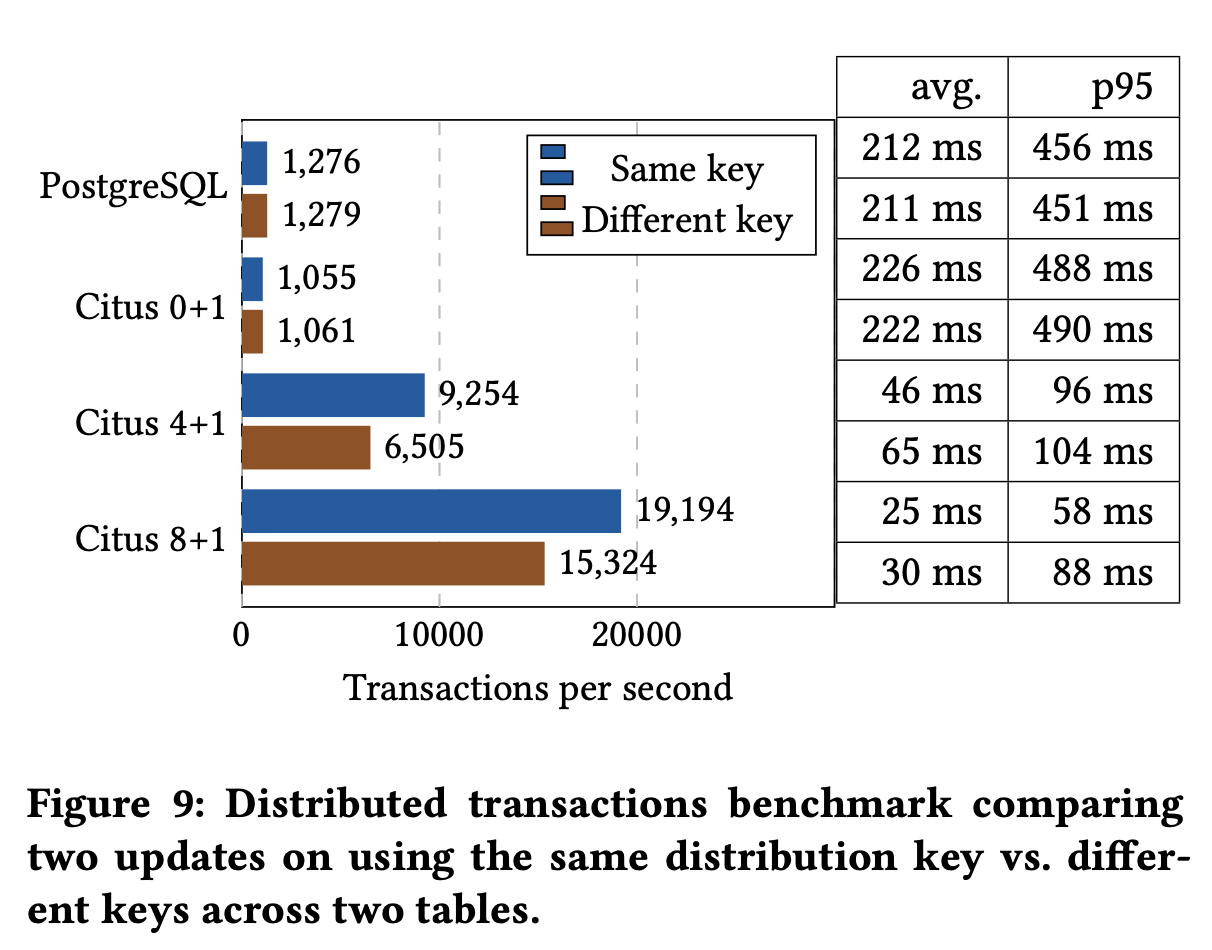 avg. p95
PostgreSQL 1,276 Same key 212 ms 456 ms
1,279 Different key 211 ms 451 ms
Citus 0+1 1,055 226 ms 488 ms
1,061 222 ms 490 ms
Citus 4+1 9,254 46 ms 96 ms
6,505 65 ms 104 ms
Citus 8+1 19,194 25 ms 58 ms
15,324 30 ms 88 ms
0 10000 20000
Transactions per second
Figure 9: Distributed transactions benchmark comparing
two updates on using the same distribution key vs. differ-
ent keys across two tables.